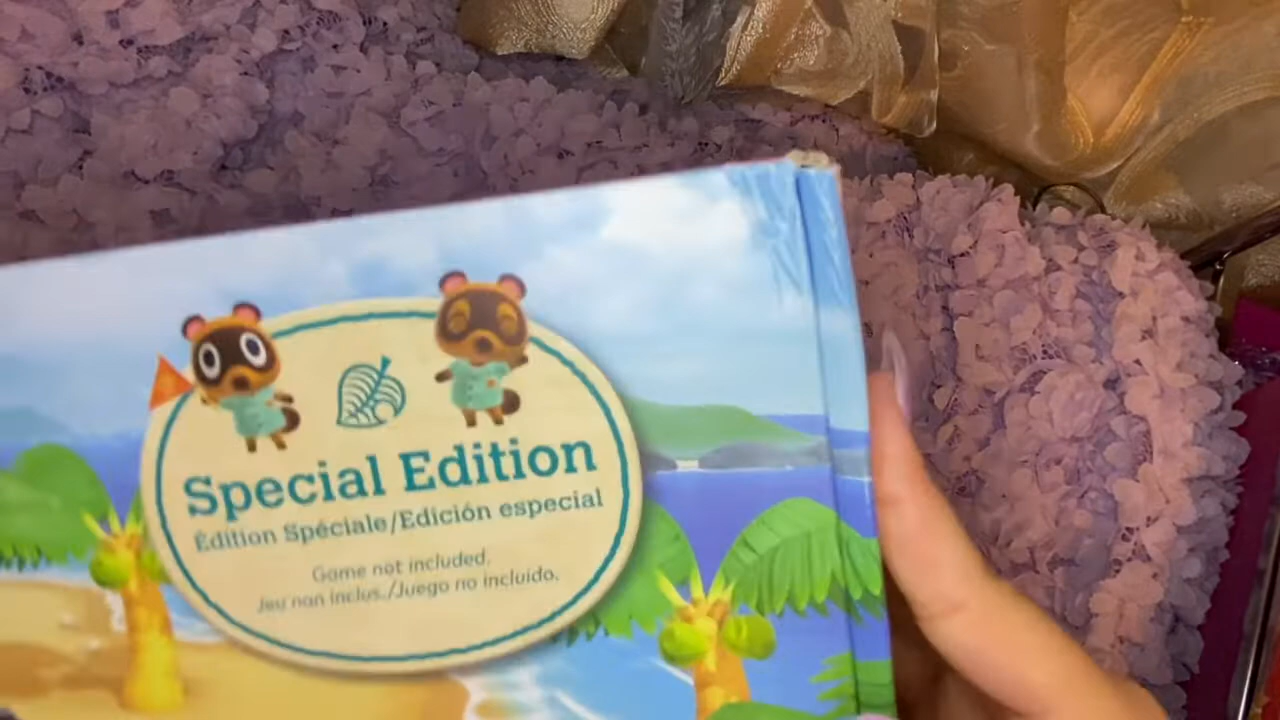 Special Edition
Édition Spéciale/Edición especial
Game not included.
Jeu non inclus./Juego no incluido.